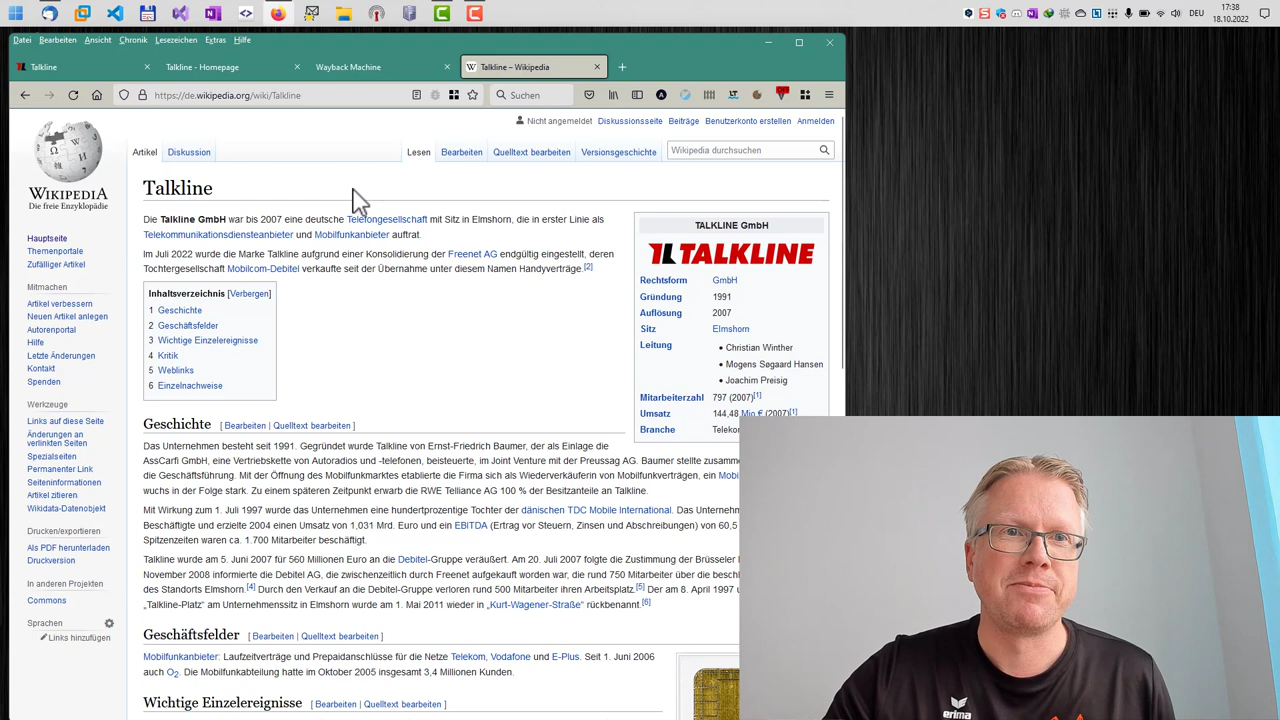 17:38
DEU
18.10.2022
Datei Bearbeiten Ansicht Chronik Lesezeichen Extras Hilfe
Talkline
Talkline - Homepage
Wayback Machine
Talkline – Wikipedia
https://de.wikipedia.org/wiki/Talkline
Suchen
Nicht angemeldet Diskussionsseite Beiträge Benutzerkonto erstellen Anmelden
Artikel Diskussion
Lesen Bearbeiten Quelltext bearbeiten Versionsgeschichte
Wikipedia durchsuchen
WIKIPEDIA
Die freie Enzyklopädie
Hauptseite
Themenportale
Zufälliger Artikel
Mitmachen
Artikel verbessern
Neuen Artikel anlegen
Autorenportal
Hilfe
Letzte Änderungen
Kontakt
Spenden
Werkzeuge
Links auf diese Seite
Änderungen an
verlinkten Seiten
Spezialseiten
Permanenter Link
Seiteninformationen
Artikel zitieren
Wikidata-Datenobjekt
Drucken/exportieren
Als PDF herunterladen
Druckversion
In anderen Projekten
Commons
Sprachen
Links hinzufügen
Talkline
Die Talkline GmbH war bis 2007 eine deutsche Telefongesellschaft mit Sitz in Elmshorn, die in erster Linie als
Telekommunikationsdiensteanbieter und Mobilfunkanbieter auftrat.
Im Juli 2022 wurde die Marke Talkline aufgrund einer Konsolidierung der Freenet AG endgültig eingestellt, deren
Tochtergesellschaft Mobilcom-Debitel verkaufte seit der Übernahme unter diesem Namen Handyverträge.[2]
Inhaltsverzeichnis [Verbergen]
1 Geschichte
2 Geschäftsfelder
3 Wichtige Einzelereignisse
4 Kritik
5 Weblinks
6 Einzelnachweise
TALKLINE GmbH
TALKLINE
Rechtsform GmbH
Gründung 1991
Auflösung 2007
Sitz Elmshorn
Leitung • Christian Winther
• Mogens Søgaard Hansen
• Joachim Preisig
Mitarbeiterzahl 797 (2007)[1]
Umsatz 144,48 Mio € (2007)[1]
Branche Teleko
Geschichte [ Bearbeiten | Quelltext bearbeiten ]
Das Unternehmen besteht seit 1991. Gegründet wurde Talkline von Ernst-Friedrich Baumer, der als Einlage die
AssCarfi GmbH, eine Vertriebskette von Autoradios und -telefonen, beisteuerte, im Joint Venture mit der Preussag AG. Baumer stellte zusamme
die Geschäftsführung. Mit der Öffnung des Mobilfunkmarktes etablierte die Firma sich als Wiederverkäuferin von Mobilfunkverträgen, ein Mobi
wuchs in der Folge stark. Zu einem späteren Zeitpunkt erwarb die RWE Telliance AG 100 % der Besitzanteile an Talkline.
Mit Wirkung zum 1. Juli 1997 wurde das Unternehmen eine hundertprozentige Tochter der dänischen TDC Mobile International.
Beschäftigte und erzielte 2004 einen Umsatz von 1,031 Mrd. Euro und ein EBITDA (Ertrag vor Steuern, Zinsen und Abschreibungen) von 60,5
Spitzenzeiten waren ca. 1.700 Mitarbeiter beschäftigt.
Talkline wurde am 5. Juni 2007 für 560 Millionen Euro an die Debitel-Gruppe veräußert. Am 20. Juli 2007 folgte die Zustimmung der Brüsseler
November 2008 informierte die Debitel AG, die zwischenzeitlich durch Freenet aufgekauft worden war, die rund 750 Mitarbeiter über die beschl
des Standorts Elmshorn.[4] Durch den Verkauf an die Debitel-Gruppe verloren rund 500 Mitarbeiter ihren Arbeitsplatz.[5] Der am 8. April 1997
„Talkline-Platz“ am Unternehmenssitz in Elmshorn wurde am 1. Mai 2011 wieder in „Kurt-Wagener-Straße“ rückbenannt.[6]
Geschäftsfelder [ Bearbeiten | Quelltext bearbeiten ]
Mobilfunkanbieter: Laufzeitverträge und Prepaidanschlüsse für die Netze Telekom, Vodafone und E-Plus. Seit 1. Juni 2006
auch O2. Die Mobilfunkabteilung hatte im Oktober 2005 insgesamt 3,4 Millionen Kunden.
Wichtige Einzelereignisse [ Bearbeiten | Quelltext bearbeiten ]
erima